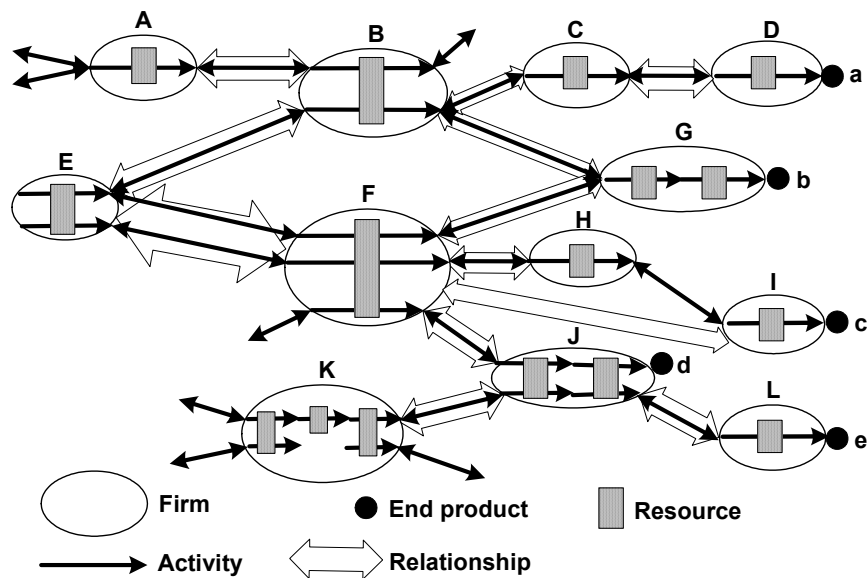 A
B
C
D
a
E
F
G
b
H
I
c
J
d
K
L
e
Firm
End product
Resource
Activity
Relationship